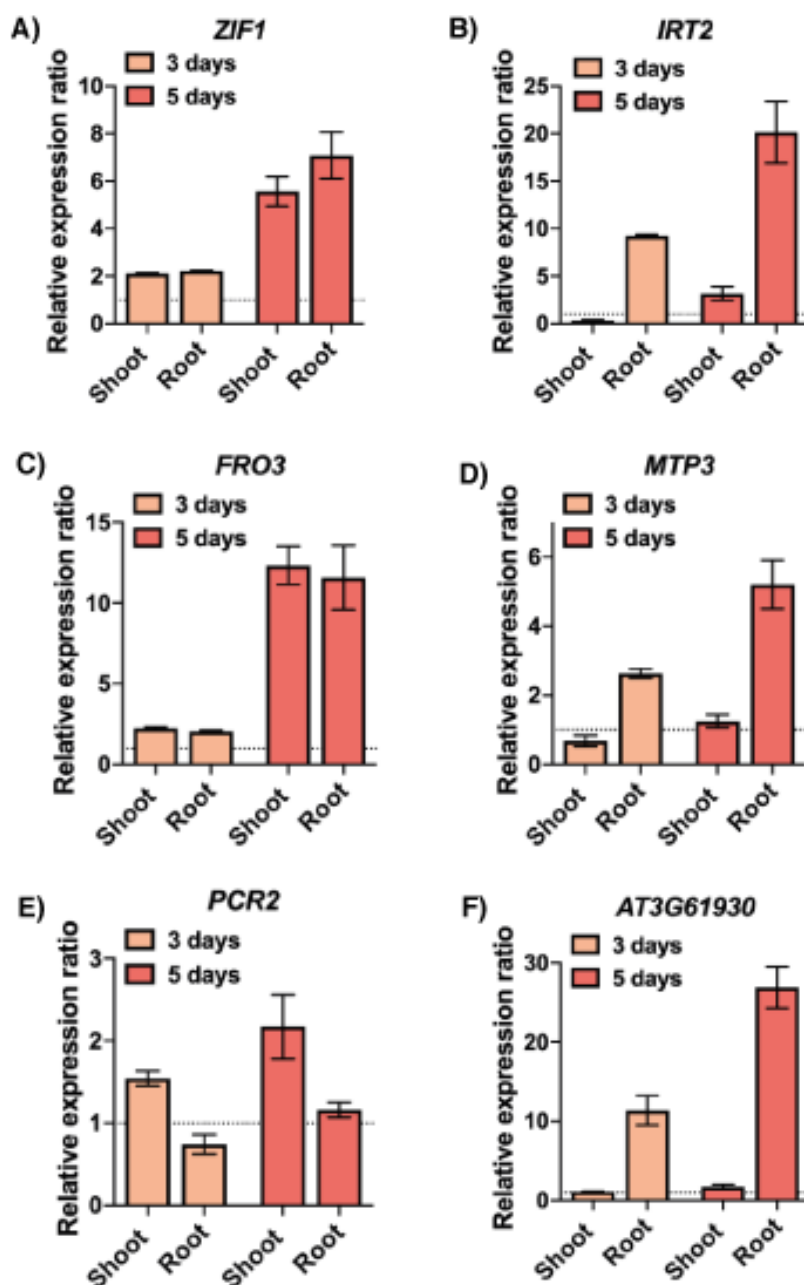 A) ZIF1
3 days
5 days
Relative expression ratio
10
8
6
4
2
0
Shoot Root Shoot Root
B) IRT2
3 days
5 days
Relative expression ratio
25
20
15
10
5
0
Shoot Root Shoot Root
C) FRO3
3 days
5 days
Relative expression ratio
15
10
5
0
Shoot Root Shoot Root
D) MTP3
3 days
5 days
Relative expression ratio
6
4
2
0
Shoot Root Shoot Root
E) PCR2
3 days
5 days
Relative expression ratio
3
2
1
0
Shoot Root Shoot Root
F) AT3G61930
3 days
5 days
Relative expression ratio
30
20
10
0
Shoot Root Shoot Root